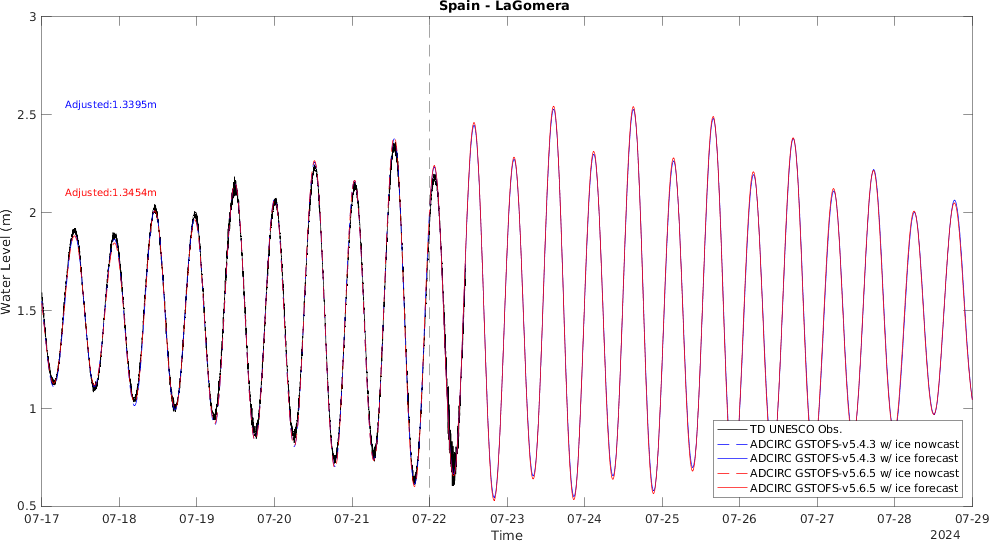 Spain - LaGomera
Water Level (m)
3
2.5
2
1.5
1
0.5
Adjusted:1.3395m
Adjusted:1.3454m
TD UNESCO Obs.
ADCIRC GSTOFS-v5.4.3 w/ ice nowcast
ADCIRC GSTOFS-v5.4.3 w/ ice forecast
ADCIRC GSTOFS-v5.6.5 w/ ice nowcast
ADCIRC GSTOFS-v5.6.5 w/ ice forecast
07-17 07-18 07-19 07-20 07-21 07-22 07-23 07-24 07-25 07-26 07-27 07-28 07-29
Time
2024